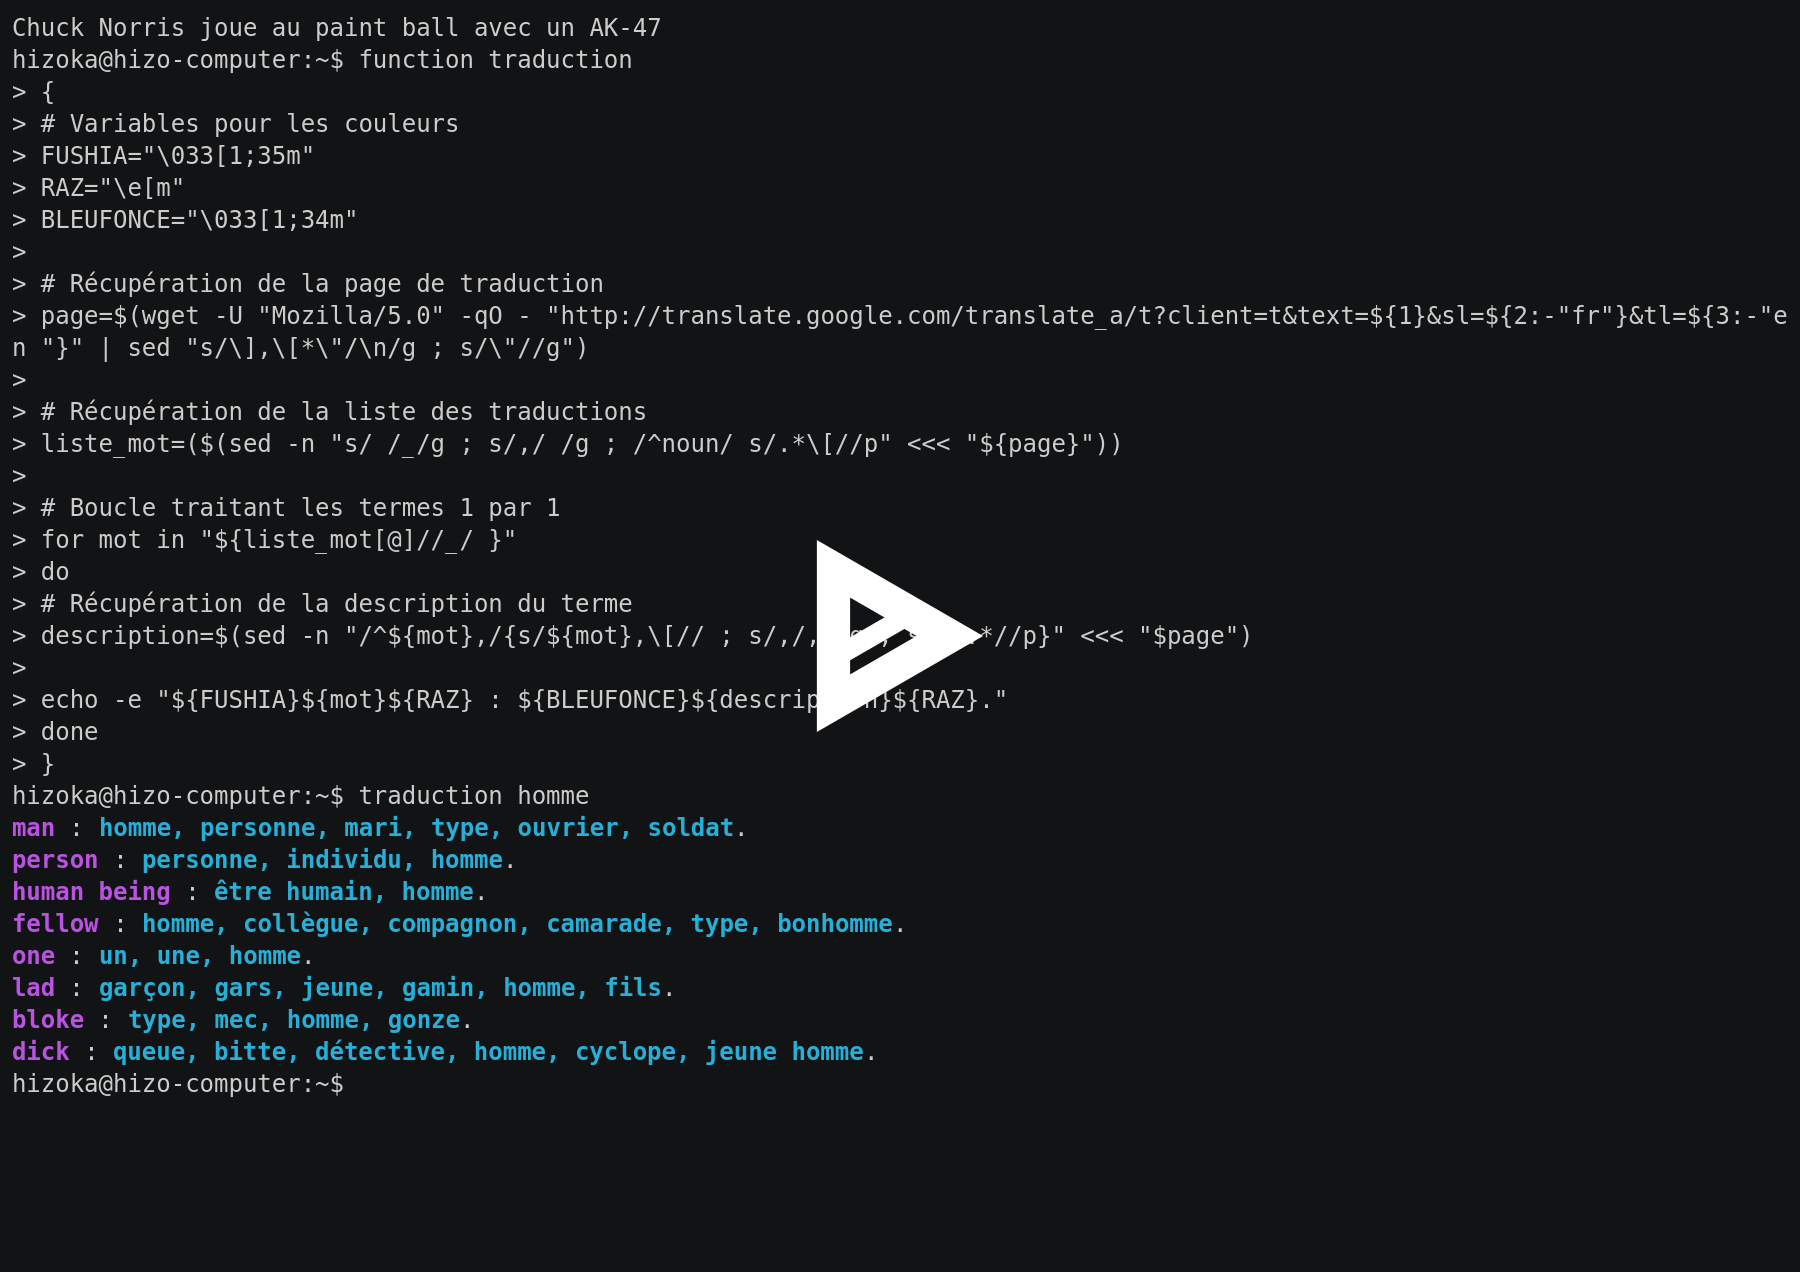 Chuck Norris joue au paint ball avec un AK-47
hizoka@hizo-computer:~$ function traduction
> {
> # Variables pour les couleurs
> FUSHIA="\033[1;35m"
> RAZ="\e[m"
> BLEUFONCE="\033[1;34m"
>
> # Récupération de la page de traduction
> page=$(wget -U "Mozilla/5.0" -qO - "http://translate.google.com/translate_a/t?client=t&text=${1}&sl=${2:-"fr"}&tl=${3:-"e
n "}" | sed "s/\],\[*\"/\n/g ; s/\"//g")
>
> # Récupération de la liste des traductions
> liste_mot=($(sed -n "s/ /_/g ; s/,/ /g ; /^noun/ s/.*\[//p" <<< "${page}"))
>
> # Boucle traitant les termes 1 par 1
> for mot in "${liste_mot[@]//_/ }"
> do
> # Récupération de la description du terme
> description=$(sed -n "/^${mot},/{s/${mot},\[// ; s/,/, *//p}" <<< "$page")
>
> echo -e "${FUSHIA}${mot}${RAZ} : ${BLEUFONCE}${descrip }${RAZ}."
> done
> }
hizoka@hizo-computer:~$ traduction homme
man : homme, personne, mari, type, ouvrier, soldat.
person : personne, individu, homme.
human being : être humain, homme.
fellow : homme, collègue, compagnon, camarade, type, bonhomme.
one : un, une, homme.
lad : garçon, gars, jeune, gamin, homme, fils.
bloke : type, mec, homme, gonze.
dick : queue, bitte, détective, homme, cyclope, jeune homme.
hizoka@hizo-computer:~$